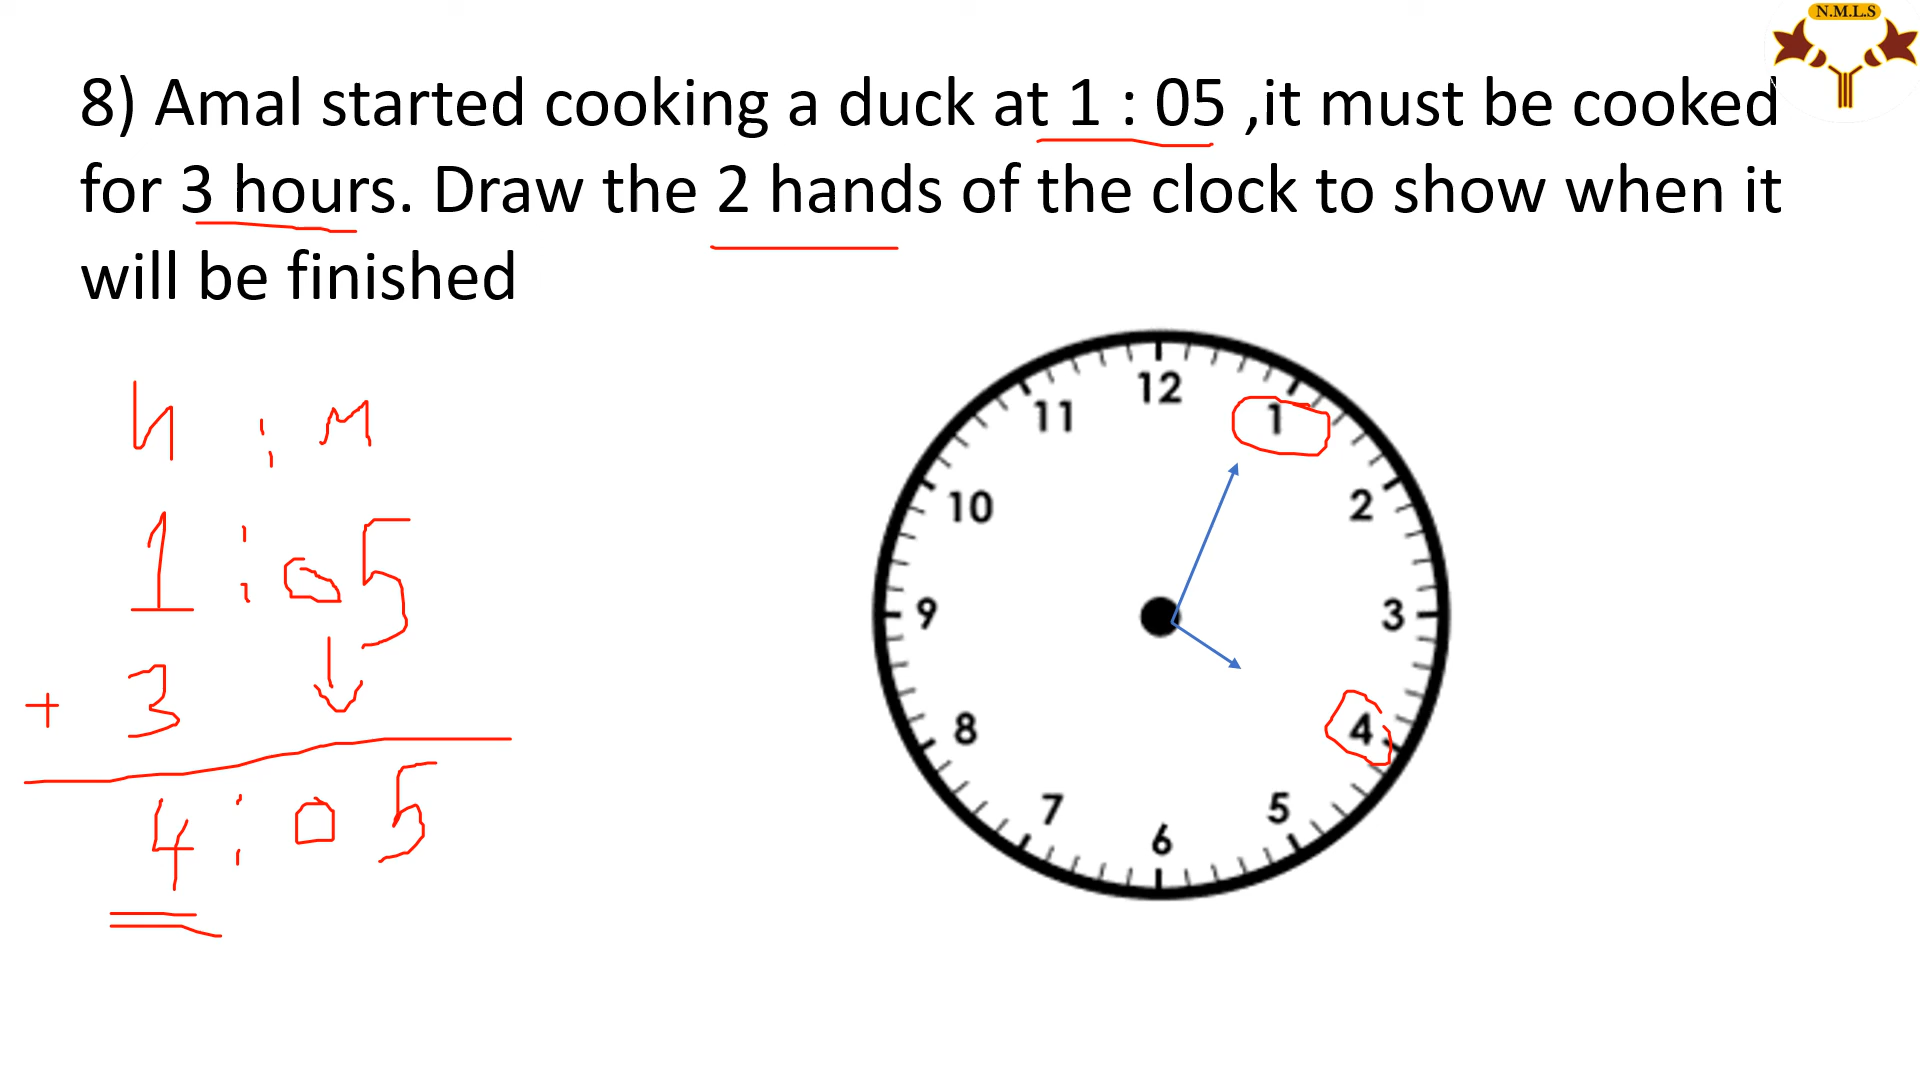 N.M.L.S
8) Amal started cooking a duck at 1 : 05 ,it must be cooked
for 3 hours. Draw the 2 hands of the clock to show when it
will be finished
h : M
1 : 05
+ 3
4 : 05
12
11 1
10 2
9 3
8 4
7 5
6